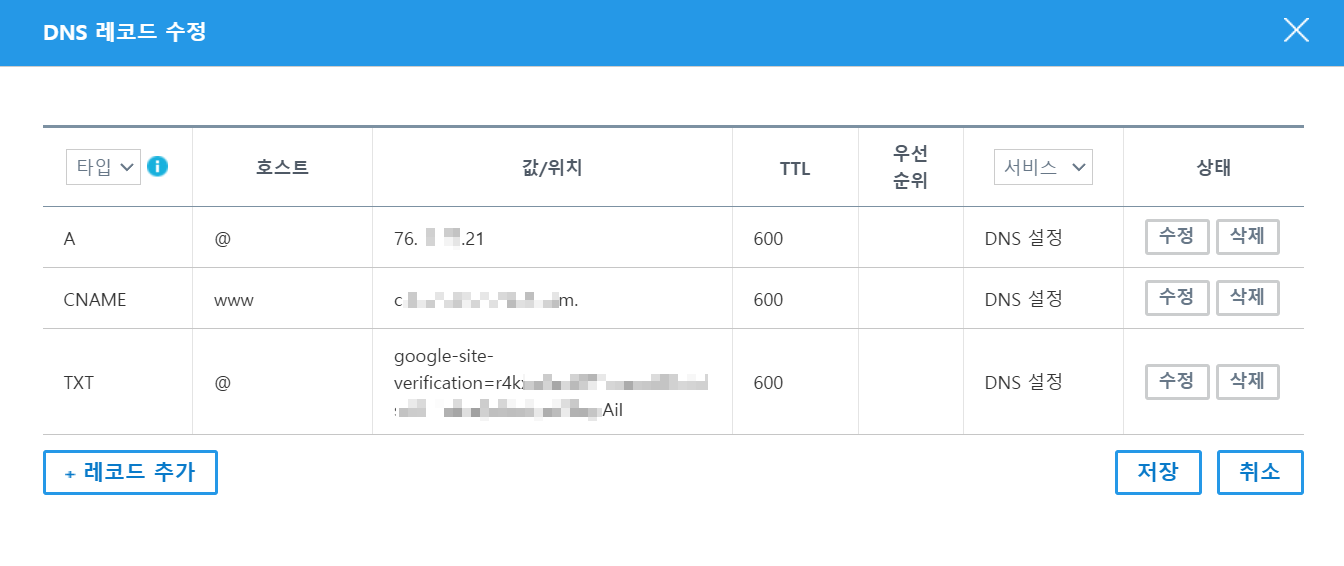 DNS 레코드 수정
타입 호스트 값/위치 TTL 우선 순위 서비스 상태
A @ 76. .21 600 DNS 설정 수정 삭제
CNAME www c m. 600 DNS 설정 수정 삭제
TXT @ google-site-
verification=r4k 600 DNS 설정 수정 삭제
Ail
+ 레코드 추가 저장 취소